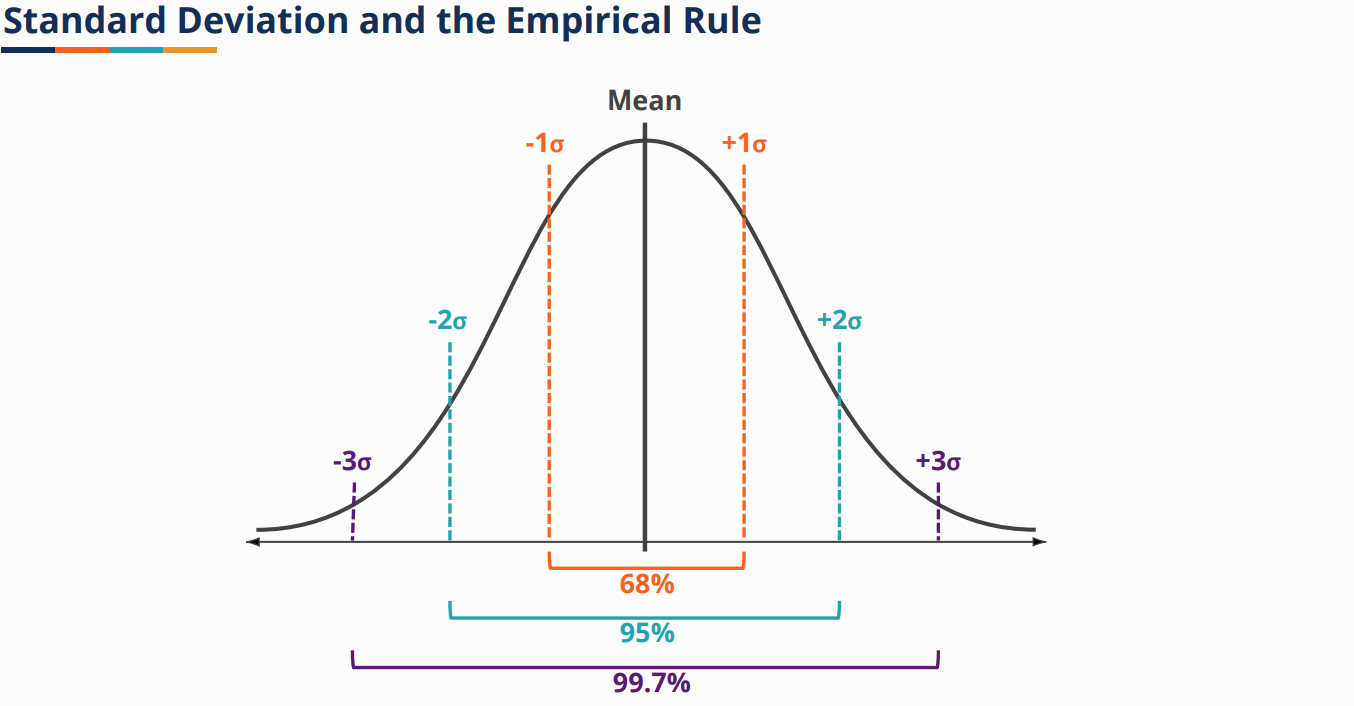 Standard Deviation and the Empirical Rule
Mean
-1σ
+1σ
-2σ
+2σ
-3σ
+3σ
68%
95%
99.7%